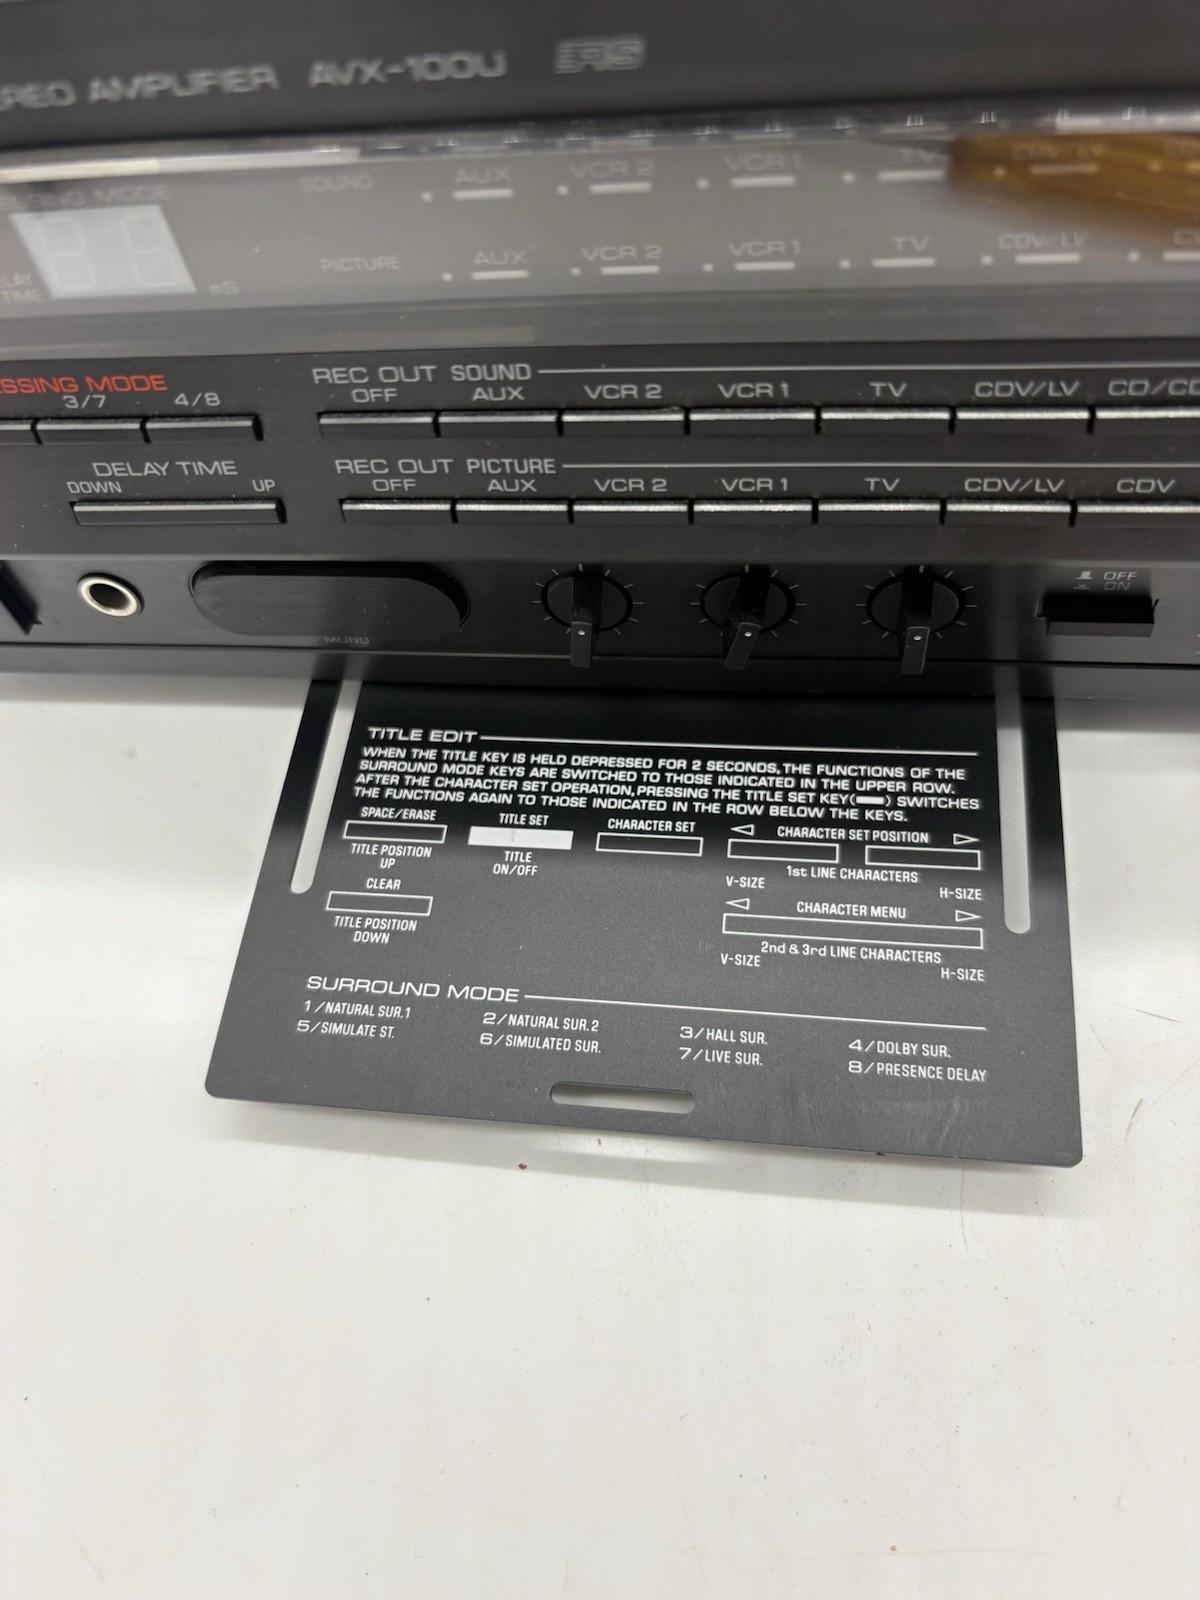 AMPLIFIER AVX-100U ERS
SOUND AUX VCR 2 VCR 1 TV CDV/LV
MODE
PICTURE AUX VCR 2 VCR 1 TV CDV/LV
TIME mS
MODE
3/7 4/8
REC OUT SOUND
OFF AUX VCR 2 VCR 1 TV CDV/LV
DELAY TIME
DOWN UP
REC OUT PICTURE
OFF AUX VCR 2 VCR 1 TV CDV/LV CDV
OFF
ON
TITLE EDIT
WHEN THE TITLE KEY IS HELD DEPRESSED FOR 2 SECONDS, THE FUNCTIONS OF THE
SURROUND MODE KEYS ARE SWITCHED TO THOSE INDICATED IN THE UPPER ROW.
AFTER THE CHARACTER SET OPERATION, PRESSING THE TITLE SET KEY( ) SWITCHES
THE FUNCTIONS AGAIN TO THOSE INDICATED IN THE ROW BELOW THE KEYS.
SPACE/ERASE TITLE SET CHARACTER SET CHARACTER SET POSITION
TITLE POSITION
UP
TITLE
ON/OFF
1st LINE CHARACTERS
V-SIZE H-SIZE
CLEAR CHARACTER MENU
TITLE POSITION
DOWN
2nd & 3rd LINE CHARACTERS
V-SIZE H-SIZE
SURROUND MODE
1/NATURAL SUR.1 2/NATURAL SUR.2 3/HALL SUR. 4/DOLBY SUR.
5/SIMULATE ST. 6/SIMULATED SUR. 7/LIVE SUR. 8/PRESENCE DELAY